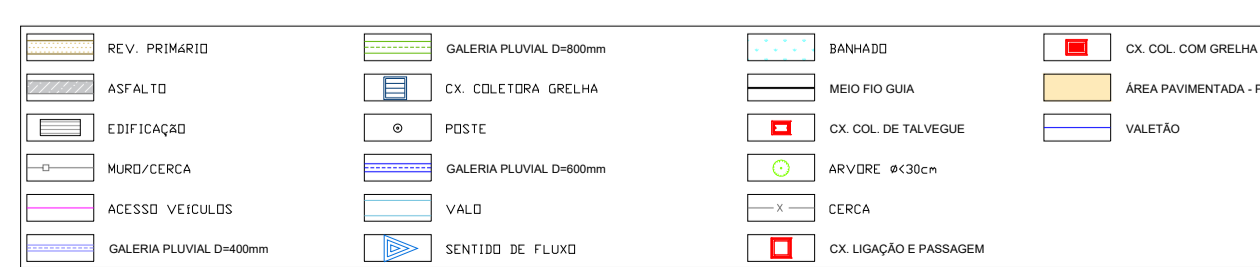 REV. PRIMÁRIO
ASFALTO
EDIFICAÇÃO
MURO/CERCA
ACESSO VEÍCULOS
GALERIA PLUVIAL D=400mm
GALERIA PLUVIAL D=800mm
CX. COLETORA GRELHA
POSTE
GALERIA PLUVIAL D=600mm
VALO
SENTIDO DE FLUXO
BANHADO
MEIO FIO GUIA
CX. COL. DE TALVEGUE
ARVORE Ø<30cm
X
CERCA
CX. LIGAÇÃO E PASSAGEM
CX. COL. COM GRELHA
ÁREA PAVIMENTADA -
VALETÃO